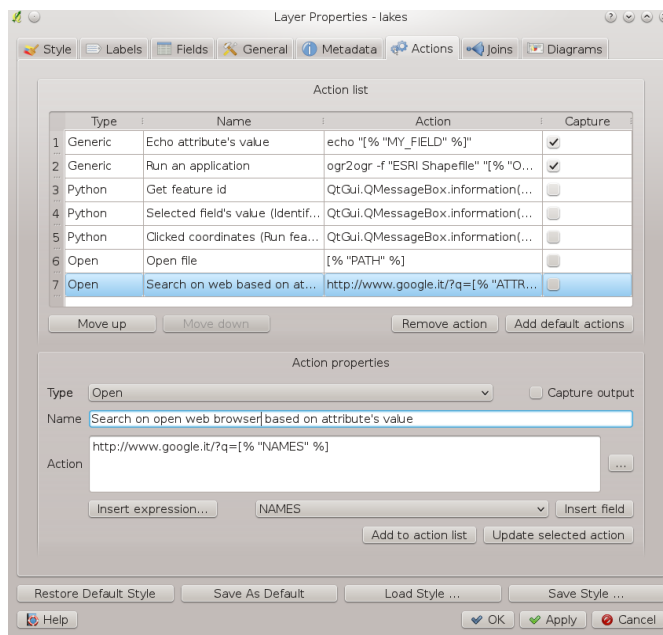 Layer Properties - lakes
Style Labels Fields General Metadata Actions Joins Diagrams
Action list
Type Name Action Capture
1 Generic Echo attribute's value echo "[% "MY_FIELD" %]"
2 Generic Run an application ogr2ogr -f "ESRI Shapefile" "[% "O...
3 Python Get feature id QtGui.QMessageBox.information(...
4 Python Selected field's value (Identif... QtGui.QMessageBox.information(...
5 Python Clicked coordinates (Run fea... QtGui.QMessageBox.information(...
6 Open Open file [% "PATH" %]
7 Open Search on web based on at... http://www.google.it/?q=[% "ATTR...
Move up Move down Remove action Add default actions
Action properties
Type Open Capture output
Name Search on open web browser based on attribute's value
http://www.google.it/?q=[% "NAMES" %]
Action ...
Insert expression... NAMES Insert field
Add to action list Update selected action
Restore Default Style Save As Default Load Style ... Save Style ...
Help OK Apply Cancel